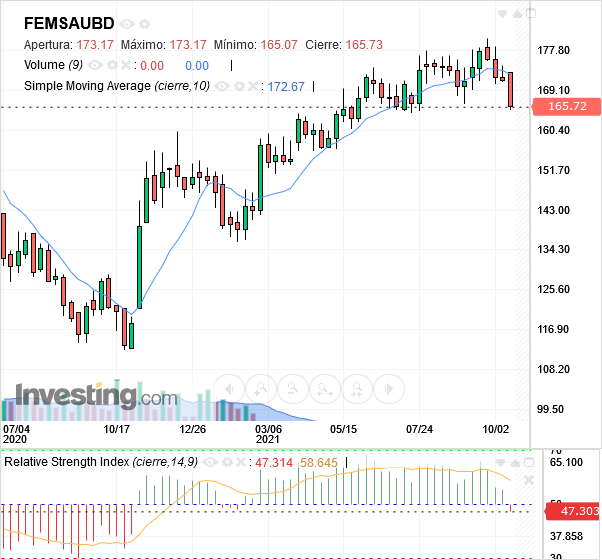 FEMSAUBD
Apertura: 173.17 Máximo: 173.17 Mínimo: 165.07 Cierre: 165.73
Volume (9) : 0.00 0.00
Simple Moving Average (cierre,10) : 172.67
177.80
169.10
165.72
160.40
151.70
143.00
134.30
125.60
116.90
108.20
99.50
Investing.com
07/04 10/17 12/26 03/06 05/15 07/24 10/02
2020 2021
70
Relative Strength Index (cierre,14,9) : 47.314 58.645
65.100
50
47.303
37.858
30